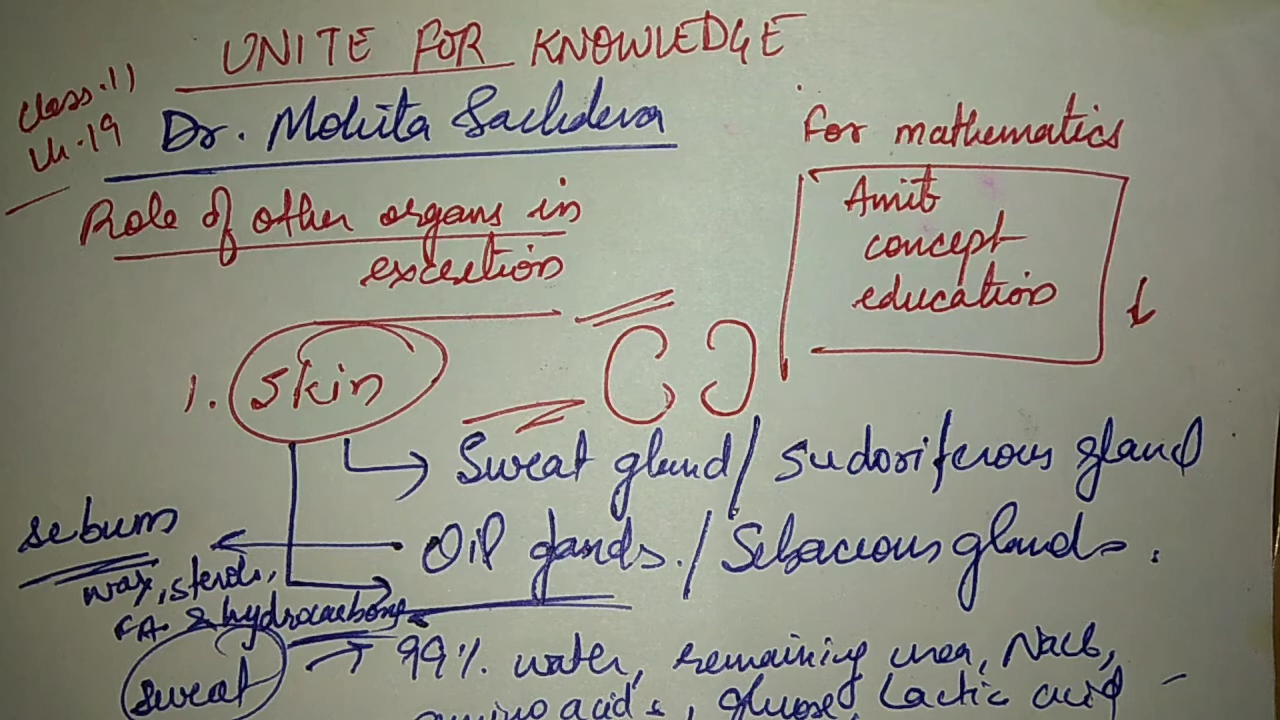 UNITE FOR KNOWLEDGE
Class.11
Ch.19
Dr. Mohita Sachdeva
for mathematics
Amit
concept
education
Role of other organs in
excretion
1. Skin
Sweat gland/ Sudoriferous gland
sebum
Oil glands./ Sebaceous glands.
wax, sterols,
F.A. & hydrocarbons
sweat
99% water, remaining urea, NaCl,
amino acids, glucose, Lactic acid